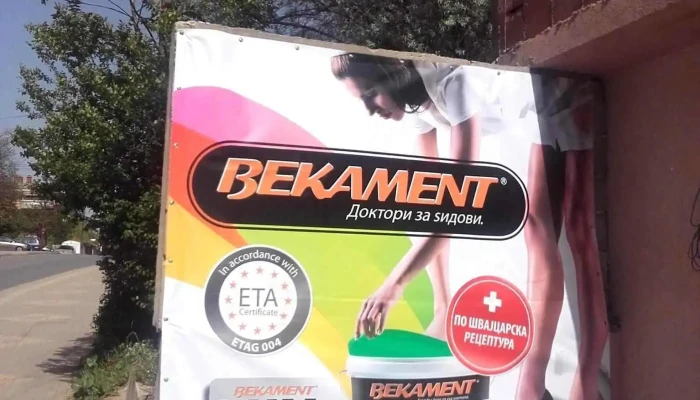 BEKAMENT®
Доктори за ѕидови.
In accordance with
ETA
Certificate
ETAG 004
ПО ШВАЈЦАРСКА
РЕЦЕПТУРА
BEKAMENT
BEKAMENT